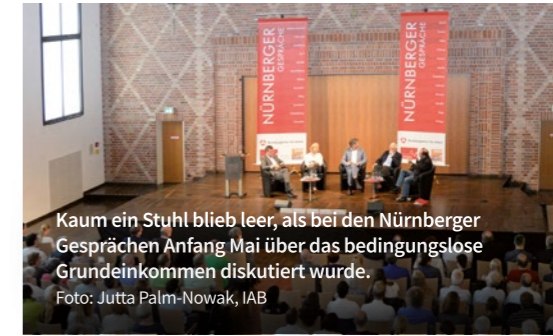 NÜRNBERGER
GESPRÄCHE
NÜRNBERGER
GESPRÄCHE
Kaum ein Stuhl blieb leer, als bei den Nürnberger
Gesprächen Anfang Mai über das bedingungslose
Grundeinkommen diskutiert wurde.
Foto: Jutta Palm-Nowak, IAB